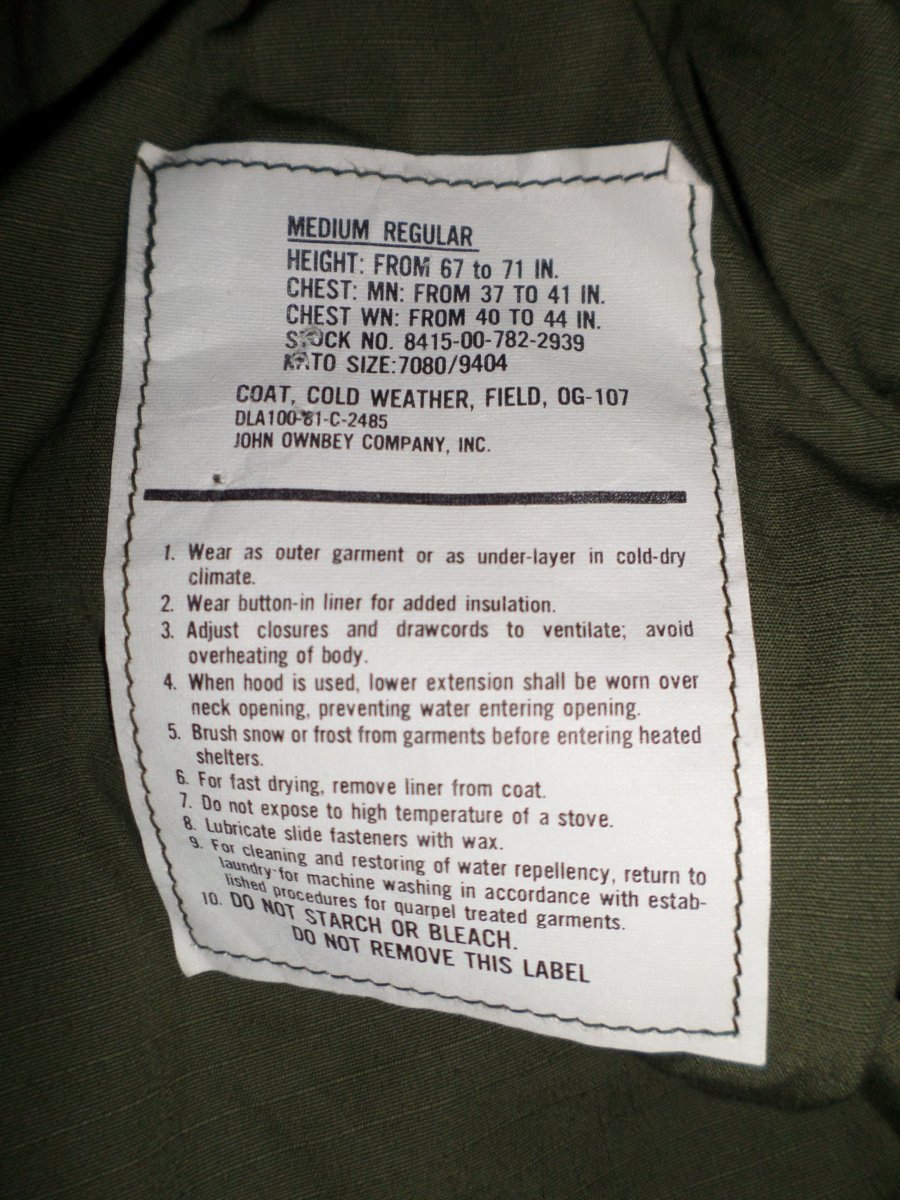 MEDIUM REGULAR
HEIGHT: FROM 67 to 71 IN.
CHEST: MN: FROM 37 TO 41 IN.
CHEST WN: FROM 40 TO 44 IN.
STOCK NO. 8415-00-782-2939
NATO SIZE:7080/9404
COAT, COLD WEATHER, FIELD, OG-107
DLA100-81-C-2485
JOHN OWNBEY COMPANY, INC.
1. Wear as outer garment or as under-layer in cold-dry
climate.
2. Wear button-in liner for added insulation.
3. Adjust closures and drawcords to ventilate; avoid
overheating of body.
4. When hood is used, lower extension shall be worn over
neck opening, preventing water entering opening.
5. Brush snow or frost from garments before entering heated
shelters.
6. For fast drying, remove liner from coat.
7. Do not expose to high temperature of a stove.
8. Lubricate slide fasteners with wax.
9. For cleaning and restoring of water repellency, return to
laundry for machine washing in accordance with estab-
lished procedures for quarpel treated garments.
10. DO NOT STARCH OR BLEACH.
DO NOT REMOVE THIS LABEL